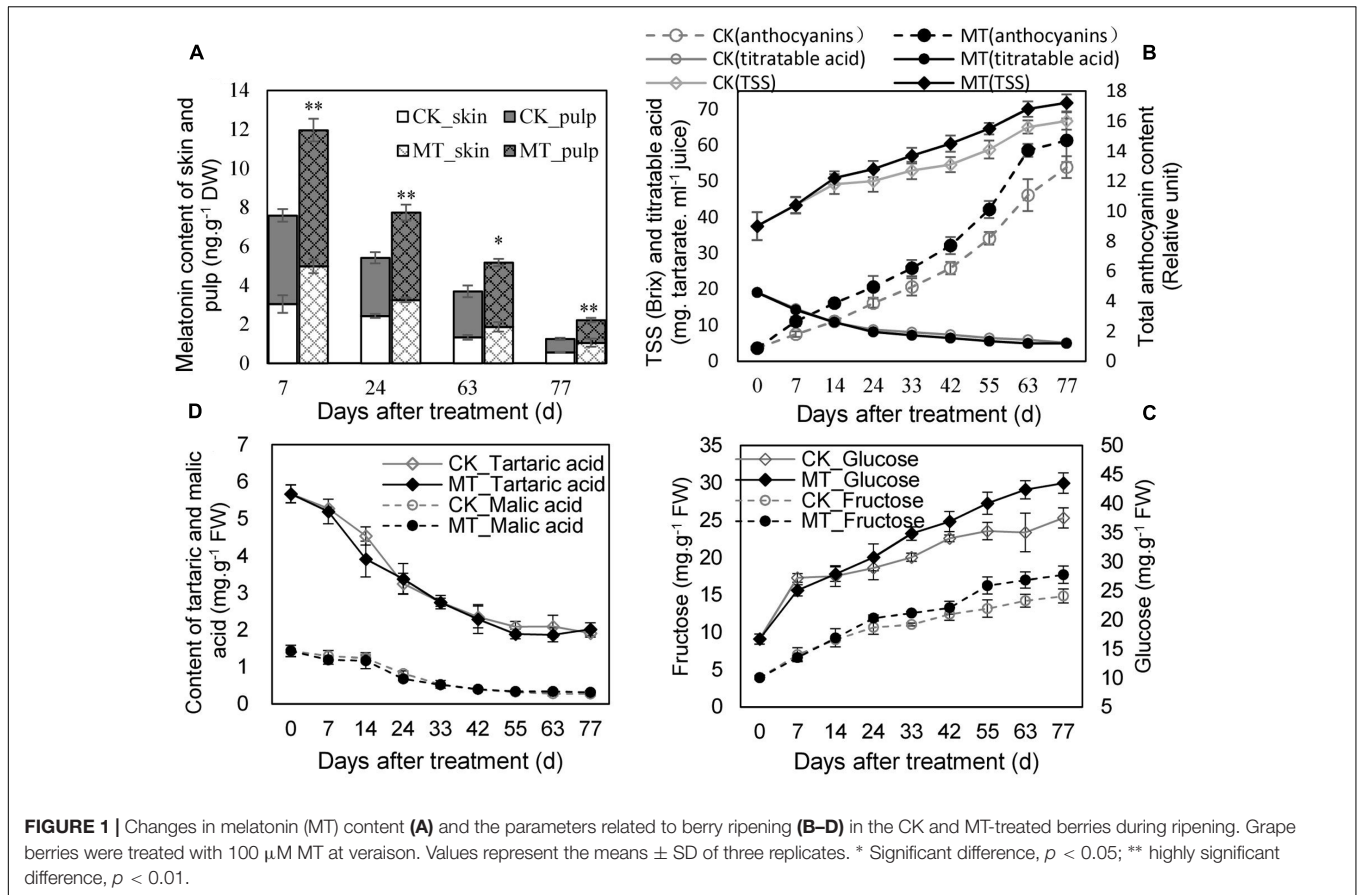 A
CK_skin CK_pulp
MT_skin MT_pulp
Melatonin content of skin and
pulp (ng.g-1 DW)
14
12
10
8
6
4
2
0
**
**
*
**
7 24 63 77
Days after treatment (d)
CK(anthocyanins） MT(anthocyanins）
CK(titratable acid) MT(titratable acid)
CK(TSS) MT(TSS)
B
TSS (Brix) and titratable acid
(mg. tartarate. ml-1 juice)
70
60
50
40
30
20
10
0
18
16
14
12
10
8
6
4
2
0
Total anthocyanin content
(Relative unit)
0 7 14 24 33 42 55 63 77
Days after treatment (d)
D
CK_Tartaric acid
MT_Tartaric acid
CK_Malic acid
MT_Malic acid
Content of tartaric and malic
acid (mg.g-1 FW)
7
6
5
4
3
2
1
0
0 7 14 24 33 42 55 63 77
Days after treatment (d)
C
CK_Glucose
MT_Glucose
CK_Fructose
MT_Fructose
Fructose (mg.g-1 FW)
35
30
25
20
15
10
5
0
50
45
40
35
30
25
20
15
10
5
Glucose (mg.g-1 FW)
0 7 14 24 33 42 55 63 77
Days after treatment (d)
FIGURE 1 | Changes in melatonin (MT) content (A) and the parameters related to berry ripening (B–D) in the CK and MT-treated berries during ripening. Grape
berries were treated with 100 μM MT at veraison. Values represent the means ± SD of three replicates. * Significant difference, p < 0.05; ** highly significant
difference, p < 0.01.